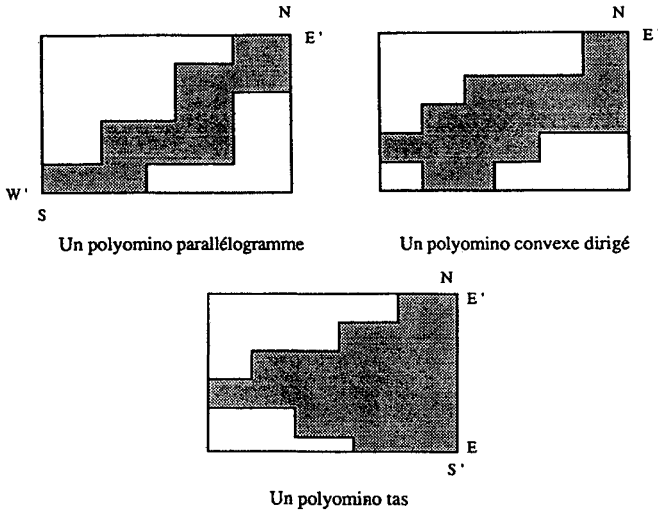 N
E'
W'
S
Un polyomino parallélogramme
N
E'
Un polyomino convexe dirigé
N
E'
E
S'
Un polyomino tas